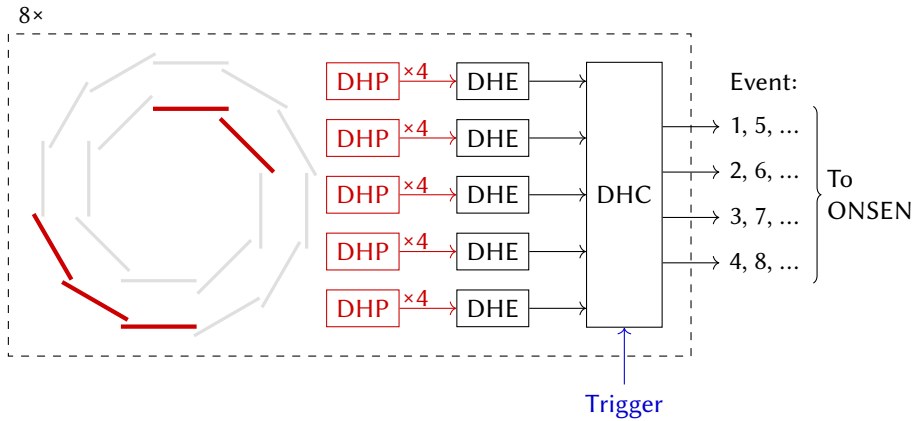 8×
DHP ×4 DHE
DHP ×4 DHE
DHP ×4 DHE
DHP ×4 DHE
DHP ×4 DHE
DHC
Trigger
Event:
1, 5, ...
2, 6, ...
3, 7, ...
4, 8, ...
To
ONSEN